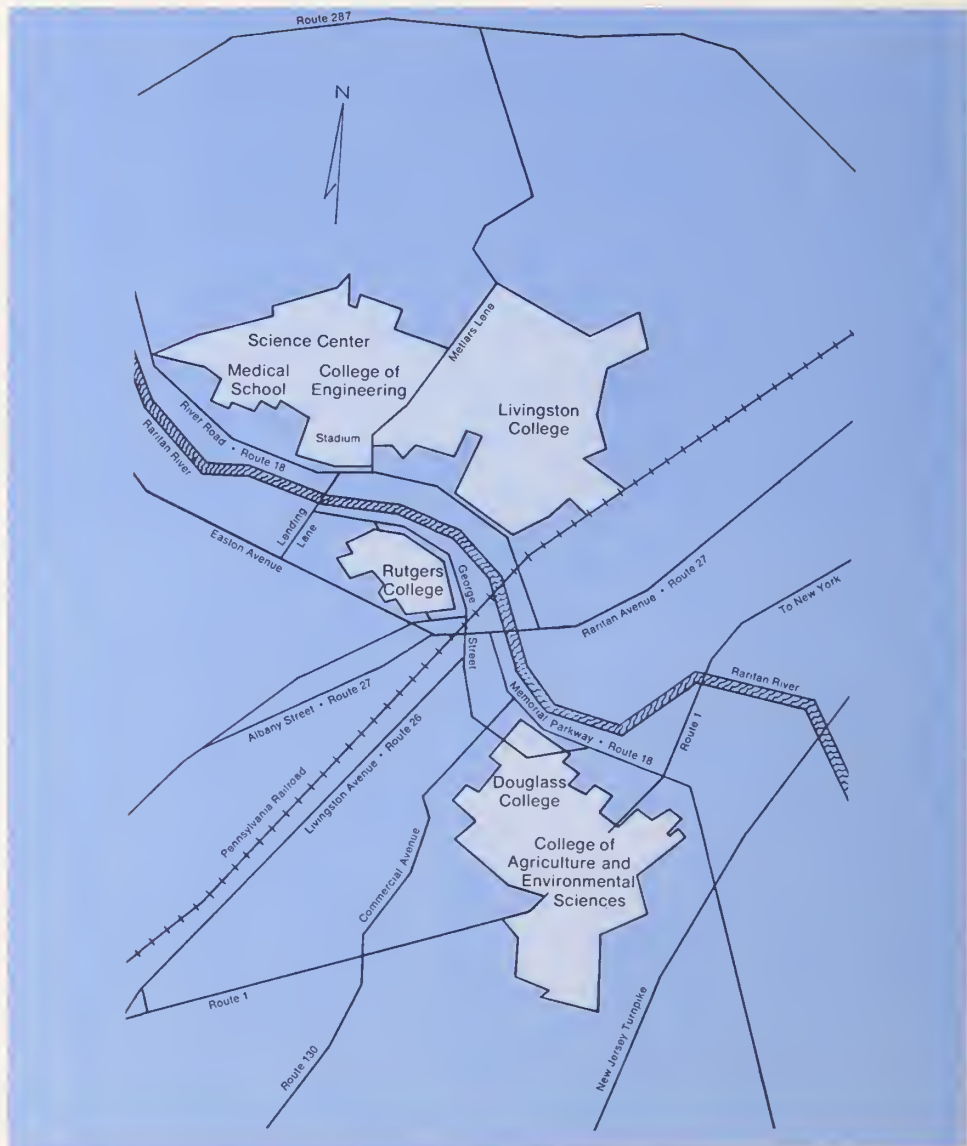 Route 287
N
Metlars Lane
Science Center
Medical
School
College of
Engineering
Livingston
College
Stadium
River Road • Route 18
Raritan River
Lending
Lane
Easton Avenue
Rutgers
College
George
Street
Raritan Avenue • Route 27
To New York
Raritan River
Albany Street • Route 27
Memorial Parkway • Route 18
Route 1
Pennsylvania Railroad
Livingston Avenue • Route 26
Douglass
College
College of
Agriculture and
Environmental
Sciences
Commercial Avenue
Route 1
New Jersey Turnpike
Route 130